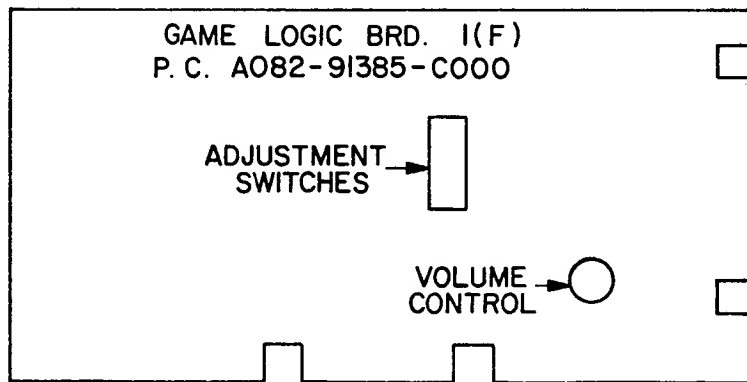 GAME LOGIC BRD. 1(F)
P.C. A082-91385-C000
ADJUSTMENT
SWITCHES
VOLUME
CONTROL